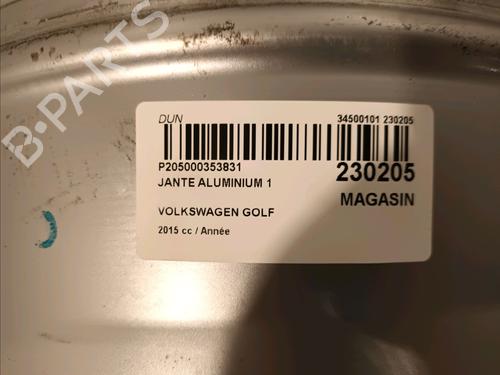 B-PARTS
DUN
34500101 230205
P205000353831
230205
JANTE ALUMINIUM 1
MAGASIN
VOLKSWAGEN GOLF
2015 cc / Année